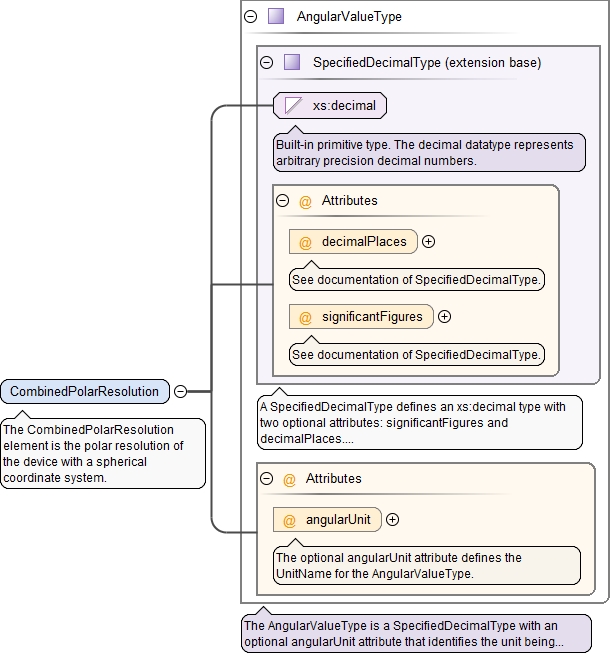 AngularValueType
SpecifiedDecimalType (extension base)
xs:decimal
Built-in primitive type. The decimal datatype represents
arbitrary precision decimal numbers.
@ Attributes
@ decimalPlaces
See documentation of SpecifiedDecimalType.
@ significantFigures
See documentation of SpecifiedDecimalType.
CombinedPolarResolution
The CombinedPolarResolution
element is the polar resolution of
the device with a spherical
coordinate system.
A SpecifiedDecimalType defines an xs:decimal type with
two optional attributes: significantFigures and
decimalPlaces....
@ Attributes
@ angularUnit
The optional angularUnit attribute defines the
UnitName for the AngularValueType.
The AngularValueType is a SpecifiedDecimalType with an
optional angularUnit attribute that identifies the unit being...